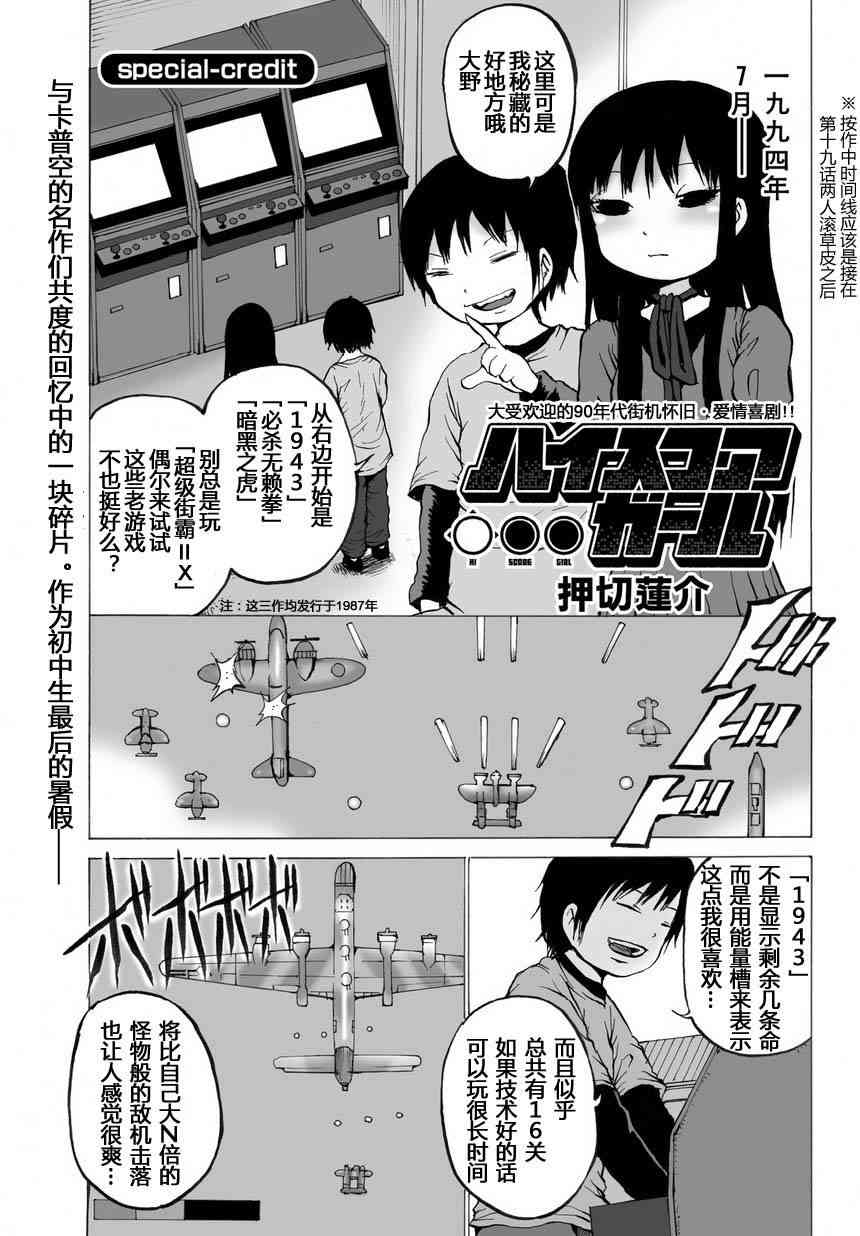 ※按作中时间线应该是接在
第十九话两人滚草皮之后
一九九四年
7月——
这里可是
我秘藏的
好地方哦
大野
special-credit
与卡普空的名作们共度的回忆中的一块碎片。作为初中生最后的暑假——
大受欢迎的90年代街机怀旧·爱情喜剧!!
ハイスコア
ガール
HI SCORE GIRL
押切蓮介
从右边开始是
「1943」
「必杀无赖拳」
「暗黑之虎」
别总是玩
「超级街霸IIX」
偶尔来试试
这些老游戏
不也挺好么?
注：这三作均发行于1987年
ドドドド
「1943」
不是显示剩余几条命
而是用能量槽来表示
这点我很喜欢…
而且似乎
总共有16关
如果技术好的话
可以玩很长时间
ボボボボ
将比自己大N倍的
怪物般的敌机击落
也让人感觉很爽…